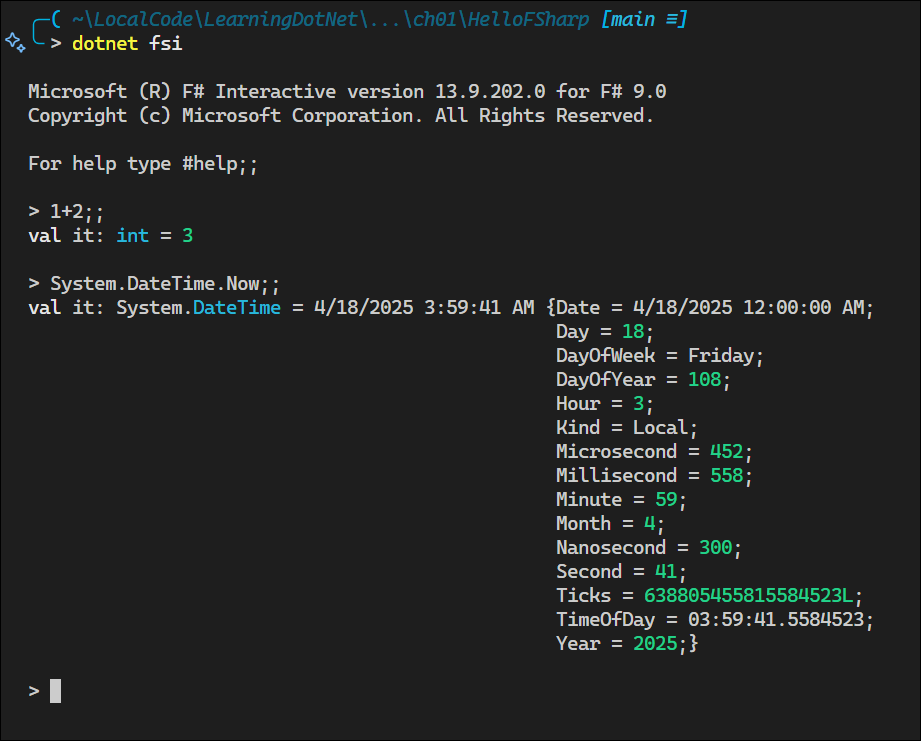 ~\LocalCode\LearningDotNet\...\ch01\HelloFSharp [main ≡]
> dotnet fsi
Microsoft (R) F# Interactive version 13.9.202.0 for F# 9.0
Copyright (c) Microsoft Corporation. All Rights Reserved.
For help type #help;;
> 1+2;;
val it: int = 3
> System.DateTime.Now;;
val it: System.DateTime = 4/18/2025 3:59:41 AM {Date = 4/18/2025 12:00:00 AM;
Day = 18;
DayOfWeek = Friday;
DayOfYear = 108;
Hour = 3;
Kind = Local;
Microsecond = 452;
Millisecond = 558;
Minute = 59;
Month = 4;
Nanosecond = 300;
Second = 41;
Ticks = 638805455815584523L;
TimeOfDay = 03:59:41.5584523;
Year = 2025;}
>